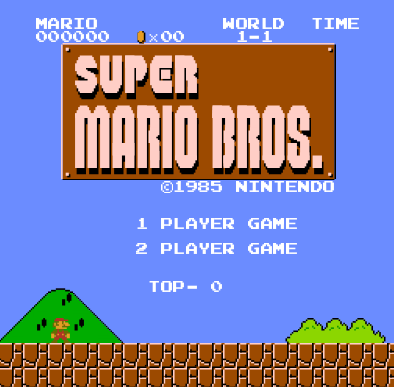 MARIO WORLD TIME
000000 ×00 1-1
SUPER
MARIO BROS.
©1985 NINTENDO
1 PLAYER GAME
2 PLAYER GAME
TOP- 0